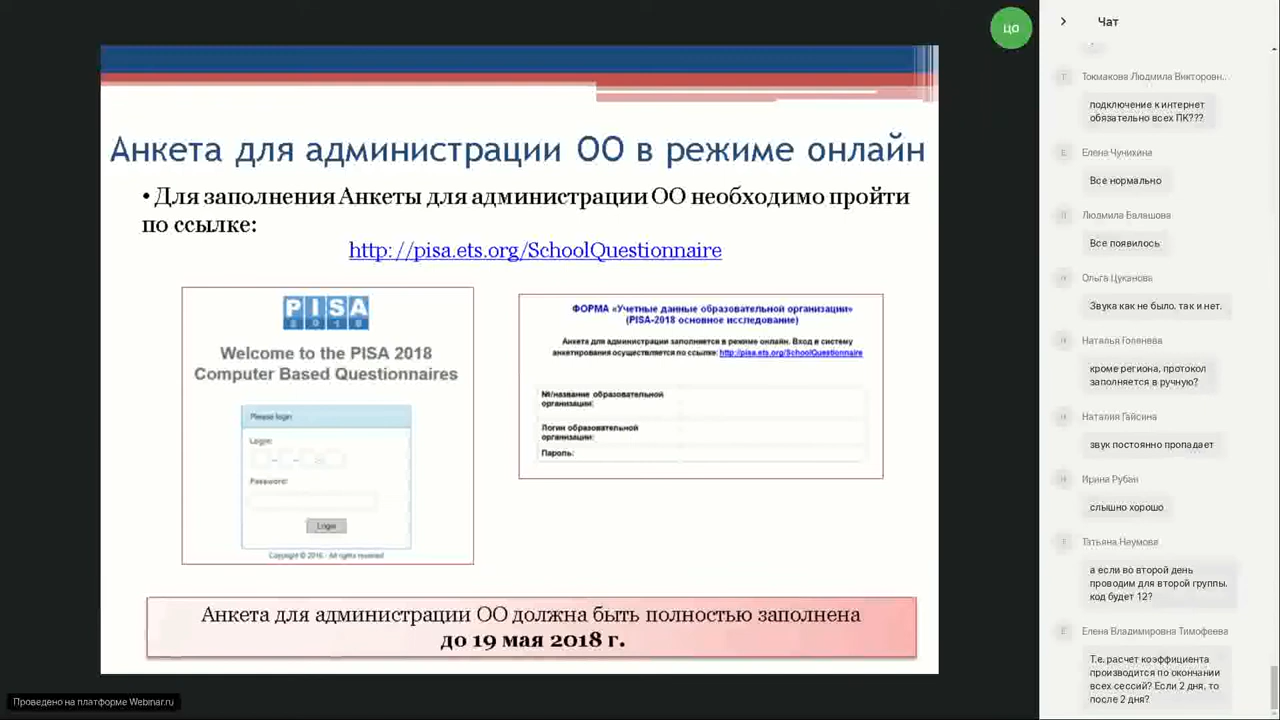 ЦО
Чат
Анкета для администрации ОО в режиме онлайн
• Для заполнения Анкеты для администрации ОО необходимо пройти
по ссылке:
http://pisa.ets.org/SchoolQuestionnaire
PISA
2018
Welcome to the PISA 2018
Computer Based Questionnaires
Please login
Login:
Password:
Login
Copyright © 2016 - All rights reserved
ФОРМА «Учетные данные образовательной организации»
(PISA-2018 основное исследование)
Анкета для администрации заполняется в режиме онлайн. Вход в систему
анкетирования осуществляется по ссылке: http://pisa.ets.org/SchoolQuestionnaire
№/название образовательной
организации:
Логин образовательной
организации:
Пароль:
Анкета для администрации ОО должна быть полностью заполнена
до 19 мая 2018 г.
Проведено на платформе Webinar.ru
Токмакова Людмила Викторовн...
подключение к интернет
обязательно всех ПК???
Елена Чунихина
Все нормально
Людмила Балашова
Все появилось
Ольга Цуканова
Звука как не было, так и нет.
Наталья Голянева
кроме региона, протокол
заполняется в ручную?
Наталия Гайсина
звук постоянно пропадает
Ирина Рубан
слышно хорошо
Татьяна Наумова
а если во второй день
проводим для второй группы,
код будет 12?
Елена Владимировна Тимофеева
Т.е. расчет коэффициента
производится по окончании
всех сессий? Если 2 дня, то
после 2 дня?